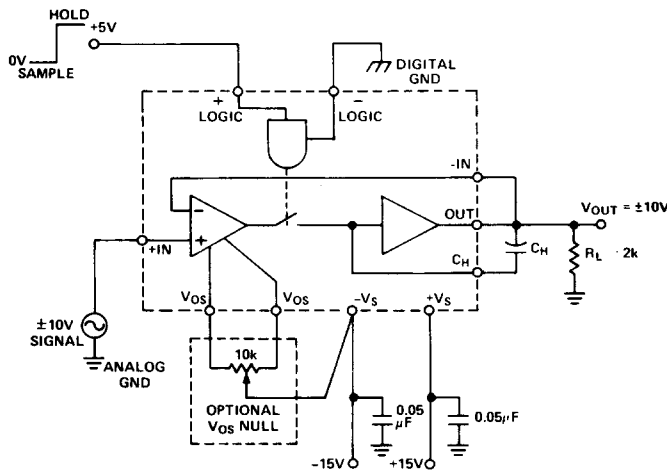 HOLD
+5V
0V
SAMPLE
DIGITAL
GND
+
LOGIC
−
LOGIC
-IN
−
+
+IN
OUT
VOUT = ±10V
CH
CH
RL · 2k
VOS
VOS
−VS
+VS
±10V
SIGNAL
ANALOG
GND
10k
OPTIONAL
VOS NULL
0.05
μF
0.05μF
−15V
+15V